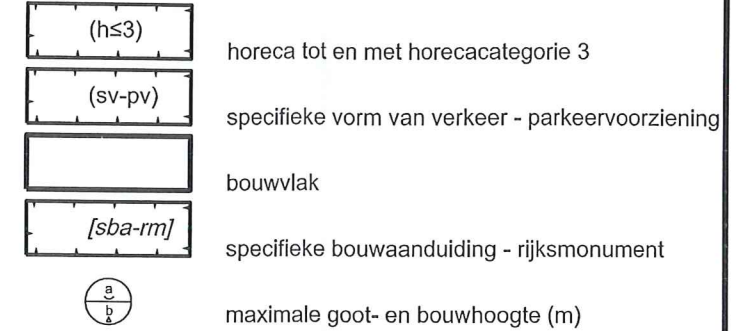 (h≤3)
horeca tot en met horecacategorie 3
(sv-pv)
specifieke vorm van verkeer - parkeervoorziening
bouwvlak
[sba-rm]
specifieke bouwaanduiding - rijksmonument
a
b
maximale goot- en bouwhoogte (m)